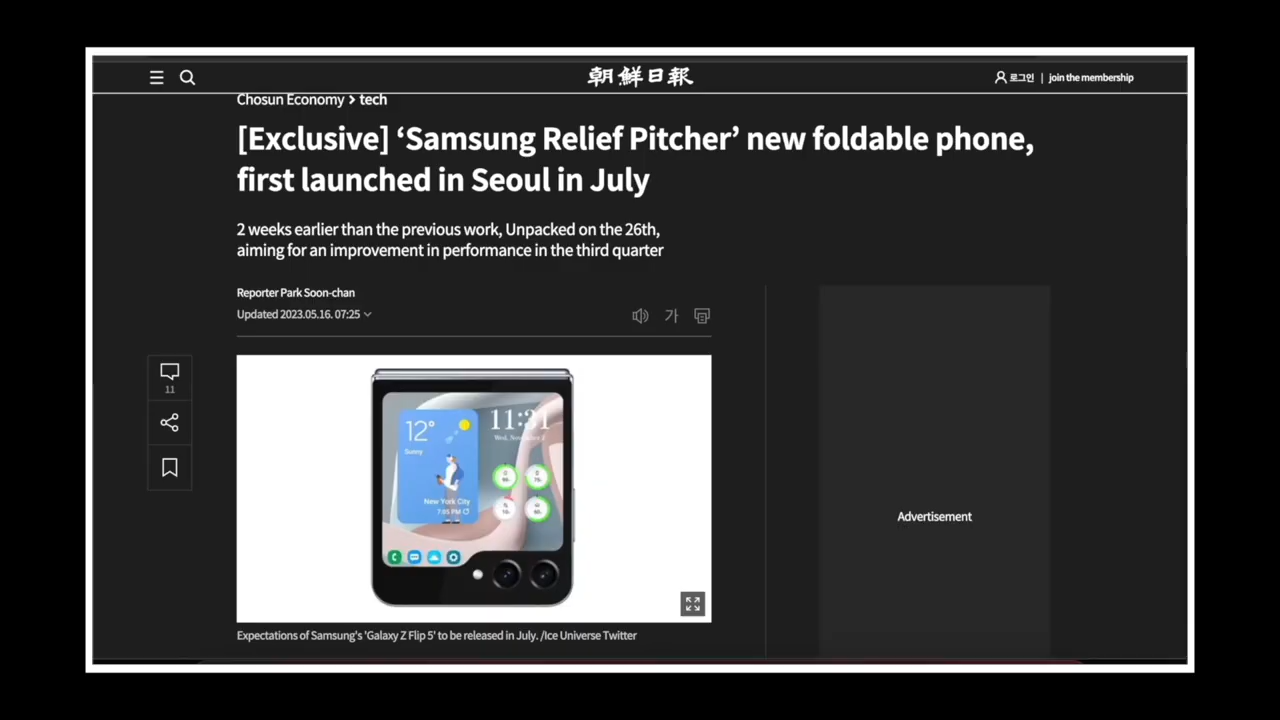 朝鮮日報
로그인 | join the membership
Chosun Economy > tech
[Exclusive] ‘Samsung Relief Pitcher’ new foldable phone,
first launched in Seoul in July
2 weeks earlier than the previous work, Unpacked on the 26th,
aiming for an improvement in performance in the third quarter
Reporter Park Soon-chan
Updated 2023.05.16. 07:25
가
11
12°
Sunny
New York City
7:05 PM
11:31
Advertisement
Expectations of Samsung's 'Galaxy Z Flip 5' to be released in July. /Ice Universe Twitter